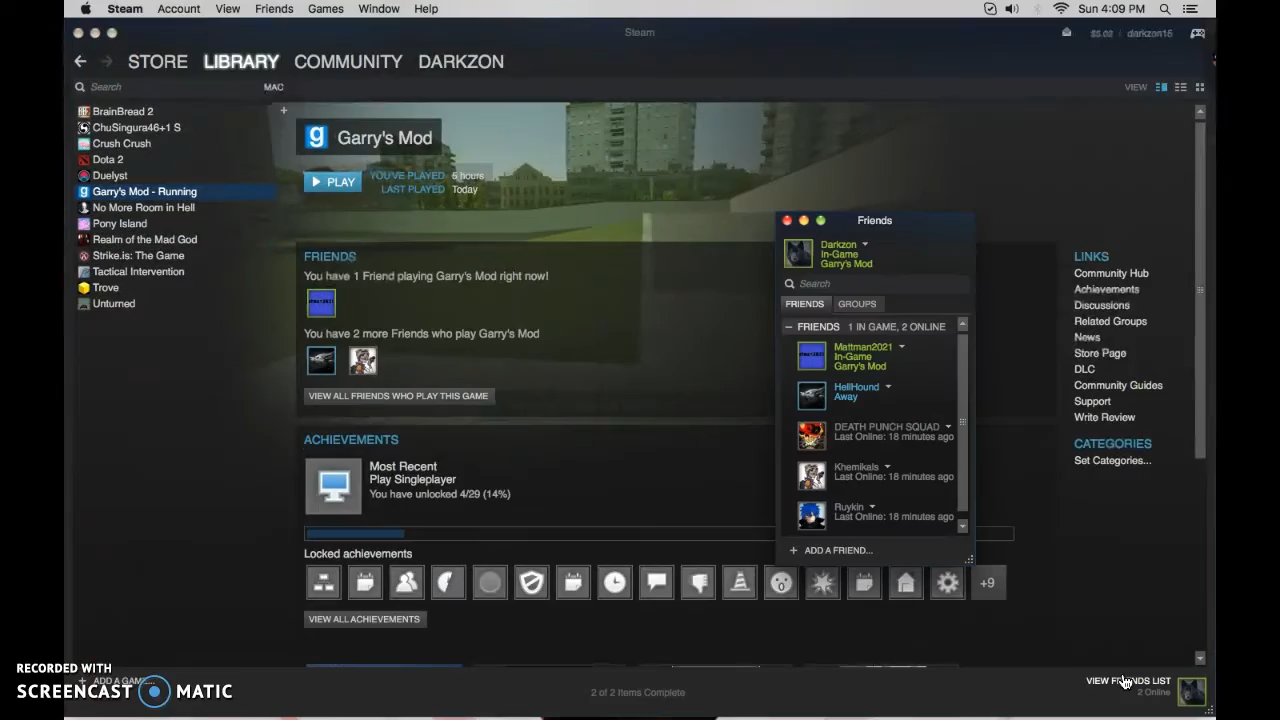 Steam Account View Friends Games Window Help
Sun 4:09 PM
Steam
$5.02 / darkzon15
STORE LIBRARY COMMUNITY DARKZON
Search
MAC
VIEW
BrainBread 2
ChuSingura46+1 S
Crush Crush
Dota 2
Duelyst
Garry's Mod - Running
No More Room in Hell
Pony Island
Realm of the Mad God
Strike.is: The Game
Tactical Intervention
Trove
Unturned
+
g Garry's Mod
PLAY
YOU'VE PLAYED 5 hours
LAST PLAYED Today
FRIENDS
You have 1 Friend playing Garry's Mod right now!
You have 2 more Friends who play Garry's Mod
VIEW ALL FRIENDS WHO PLAY THIS GAME
ACHIEVEMENTS
Most Recent
Play Singleplayer
You have unlocked 4/29 (14%)
Locked achievements
+9
VIEW ALL ACHIEVEMENTS
Friends
Darkzon
In-Game
Garry's Mod
Search
FRIENDS GROUPS
FRIENDS 1 IN GAME, 2 ONLINE
Mattman2021
In-Game
Garry's Mod
HellHound
Away
DEATH PUNCH SQUAD
Last Online: 18 minutes ago
Khemikals
Last Online: 18 minutes ago
Ruykin
Last Online: 18 minutes ago
+ ADD A FRIEND...
LINKS
Community Hub
Achievements
Discussions
Related Groups
News
Store Page
DLC
Community Guides
Support
Write Review
CATEGORIES
Set Categories...
RECORDED WITH
SCREENCAST MATIC
+ ADD A GAME...
2 of 2 Items Complete
VIEW FRIENDS LIST
2 Online